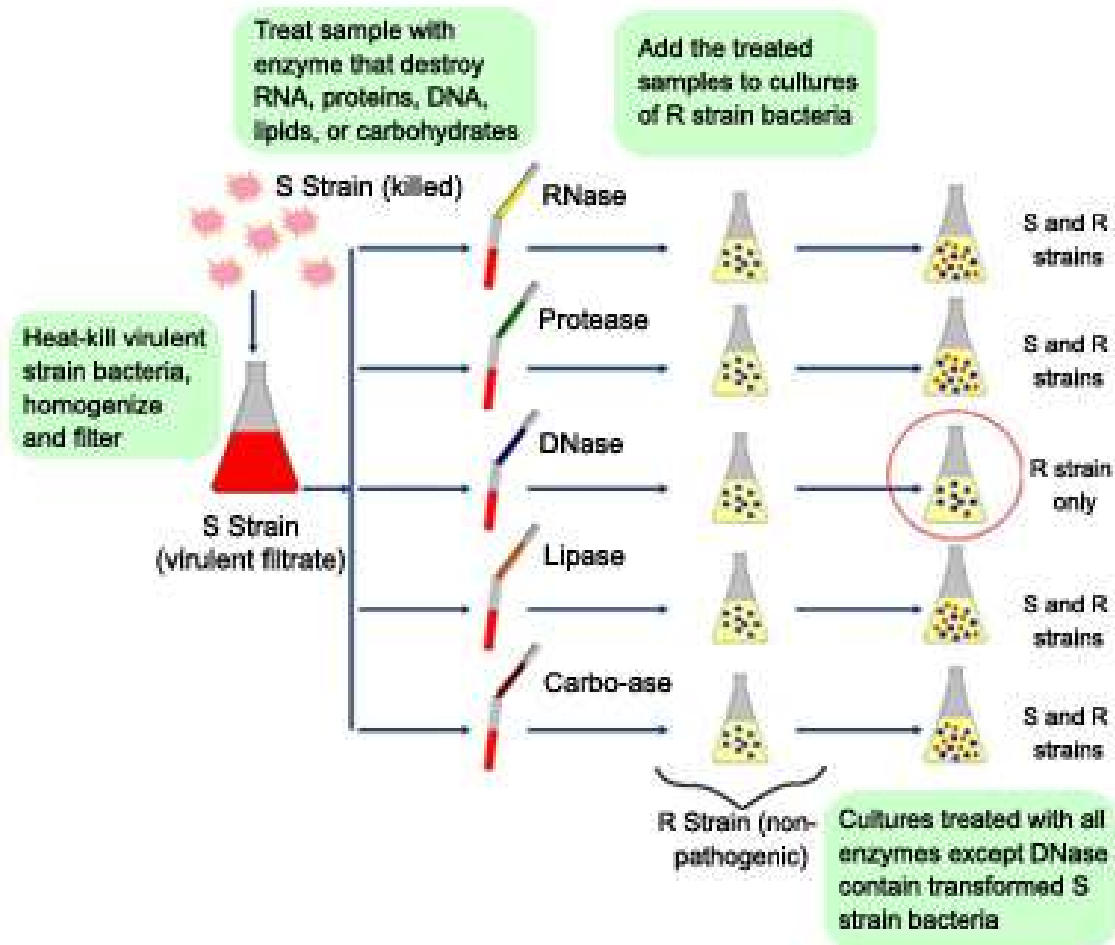 Treat sample with
enzyme that destroy
RNA, proteins, DNA,
lipids, or carbohydrates
Add the treated
samples to cultures
of R strain bacteria
S Strain (killed)
RNase
S and R
strains
Heat-kill virulent
strain bacteria,
homogenize
and filter
Protease
S and R
strains
DNase
R strain
only
S Strain
(virulent filtrate)
Lipase
S and R
strains
Carbo-ase
S and R
strains
R Strain (non-
pathogenic)
Cultures treated with all
enzymes except DNase
contain transformed S
strain bacteria